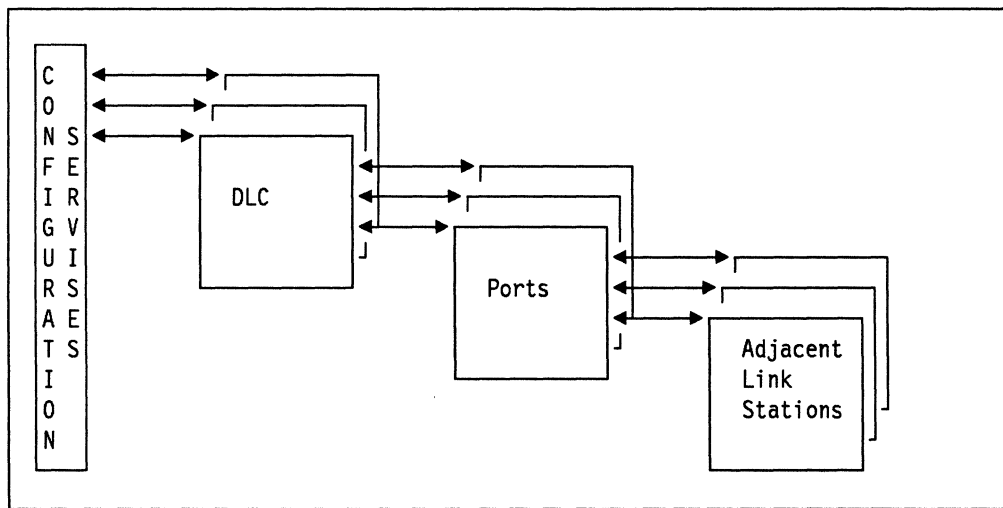 CONFIGURATION
SERVISES
DLC
Ports
Adjacent
Link
Stations